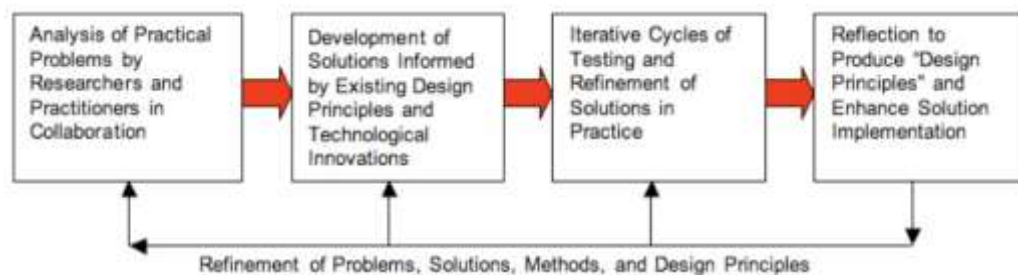 Analysis of Practical
Problems by
Researchers and
Practitioners in
Collaboration
Development of
Solutions Informed
by Existing Design
Principles and
Technological
Innovations
Iterative Cycles of
Testing and
Refinement of
Solutions in
Practice
Reflection to
Produce "Design
Principles" and
Enhance Solution
Implementation
Refinement of Problems, Solutions, Methods, and Design Principles